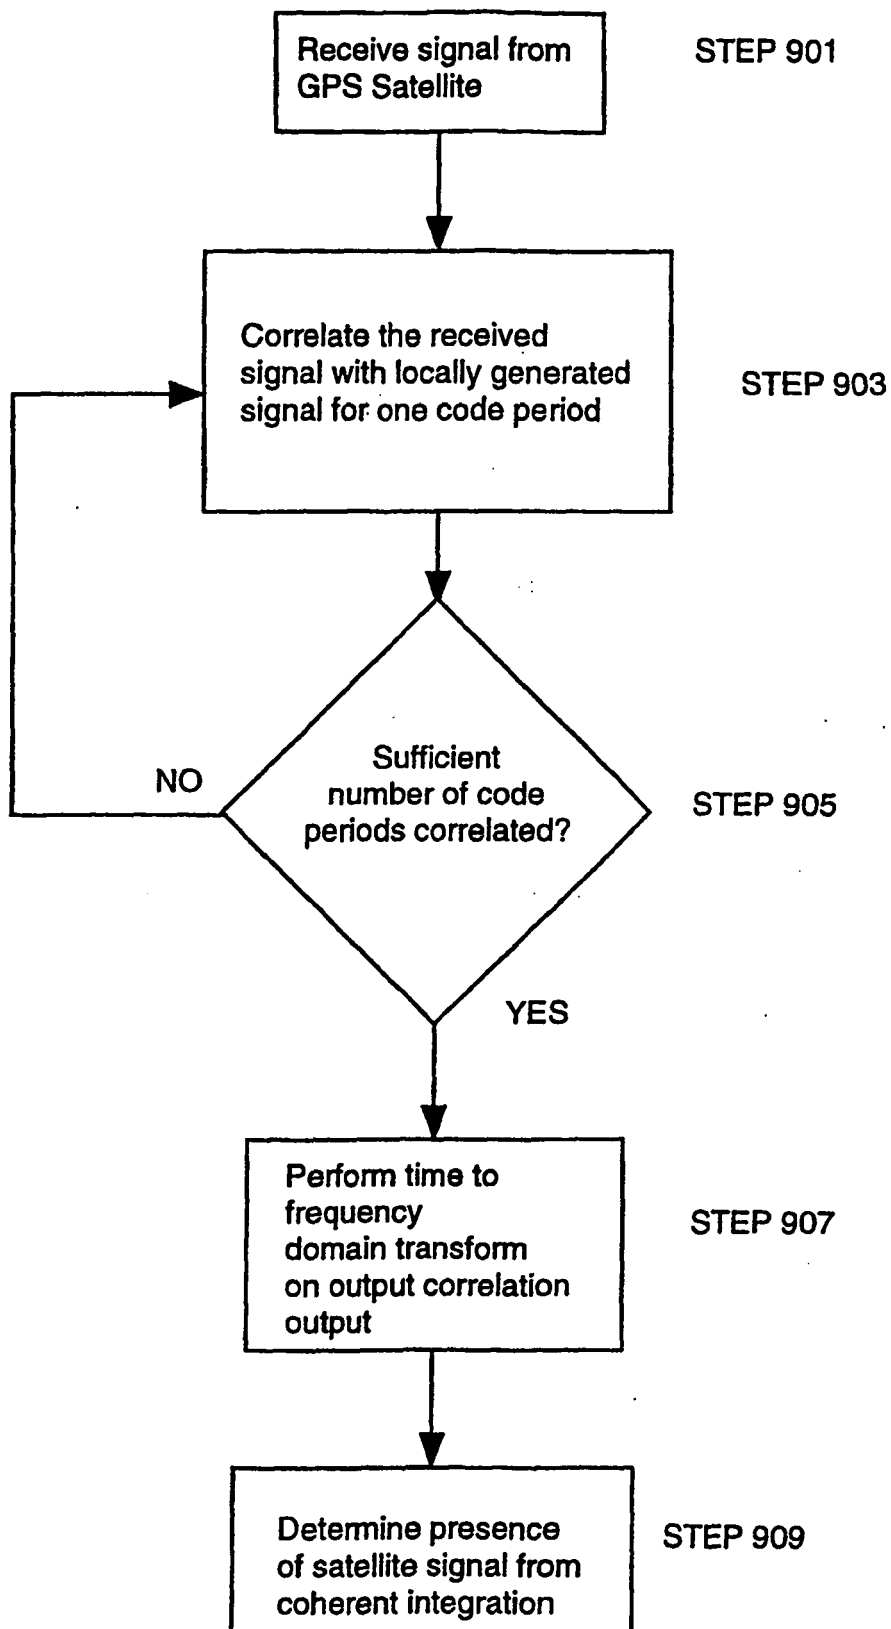 Receive signal from
GPS Satellite
STEP 901
Correlate the received
signal with locally generated
signal for one code period
STEP 903
Sufficient
number of code
periods correlated?
NO
STEP 905
YES
Perform time to
frequency
domain transform
on output correlation
output
STEP 907
Determine presence
of satellite signal from
coherent integration
STEP 909